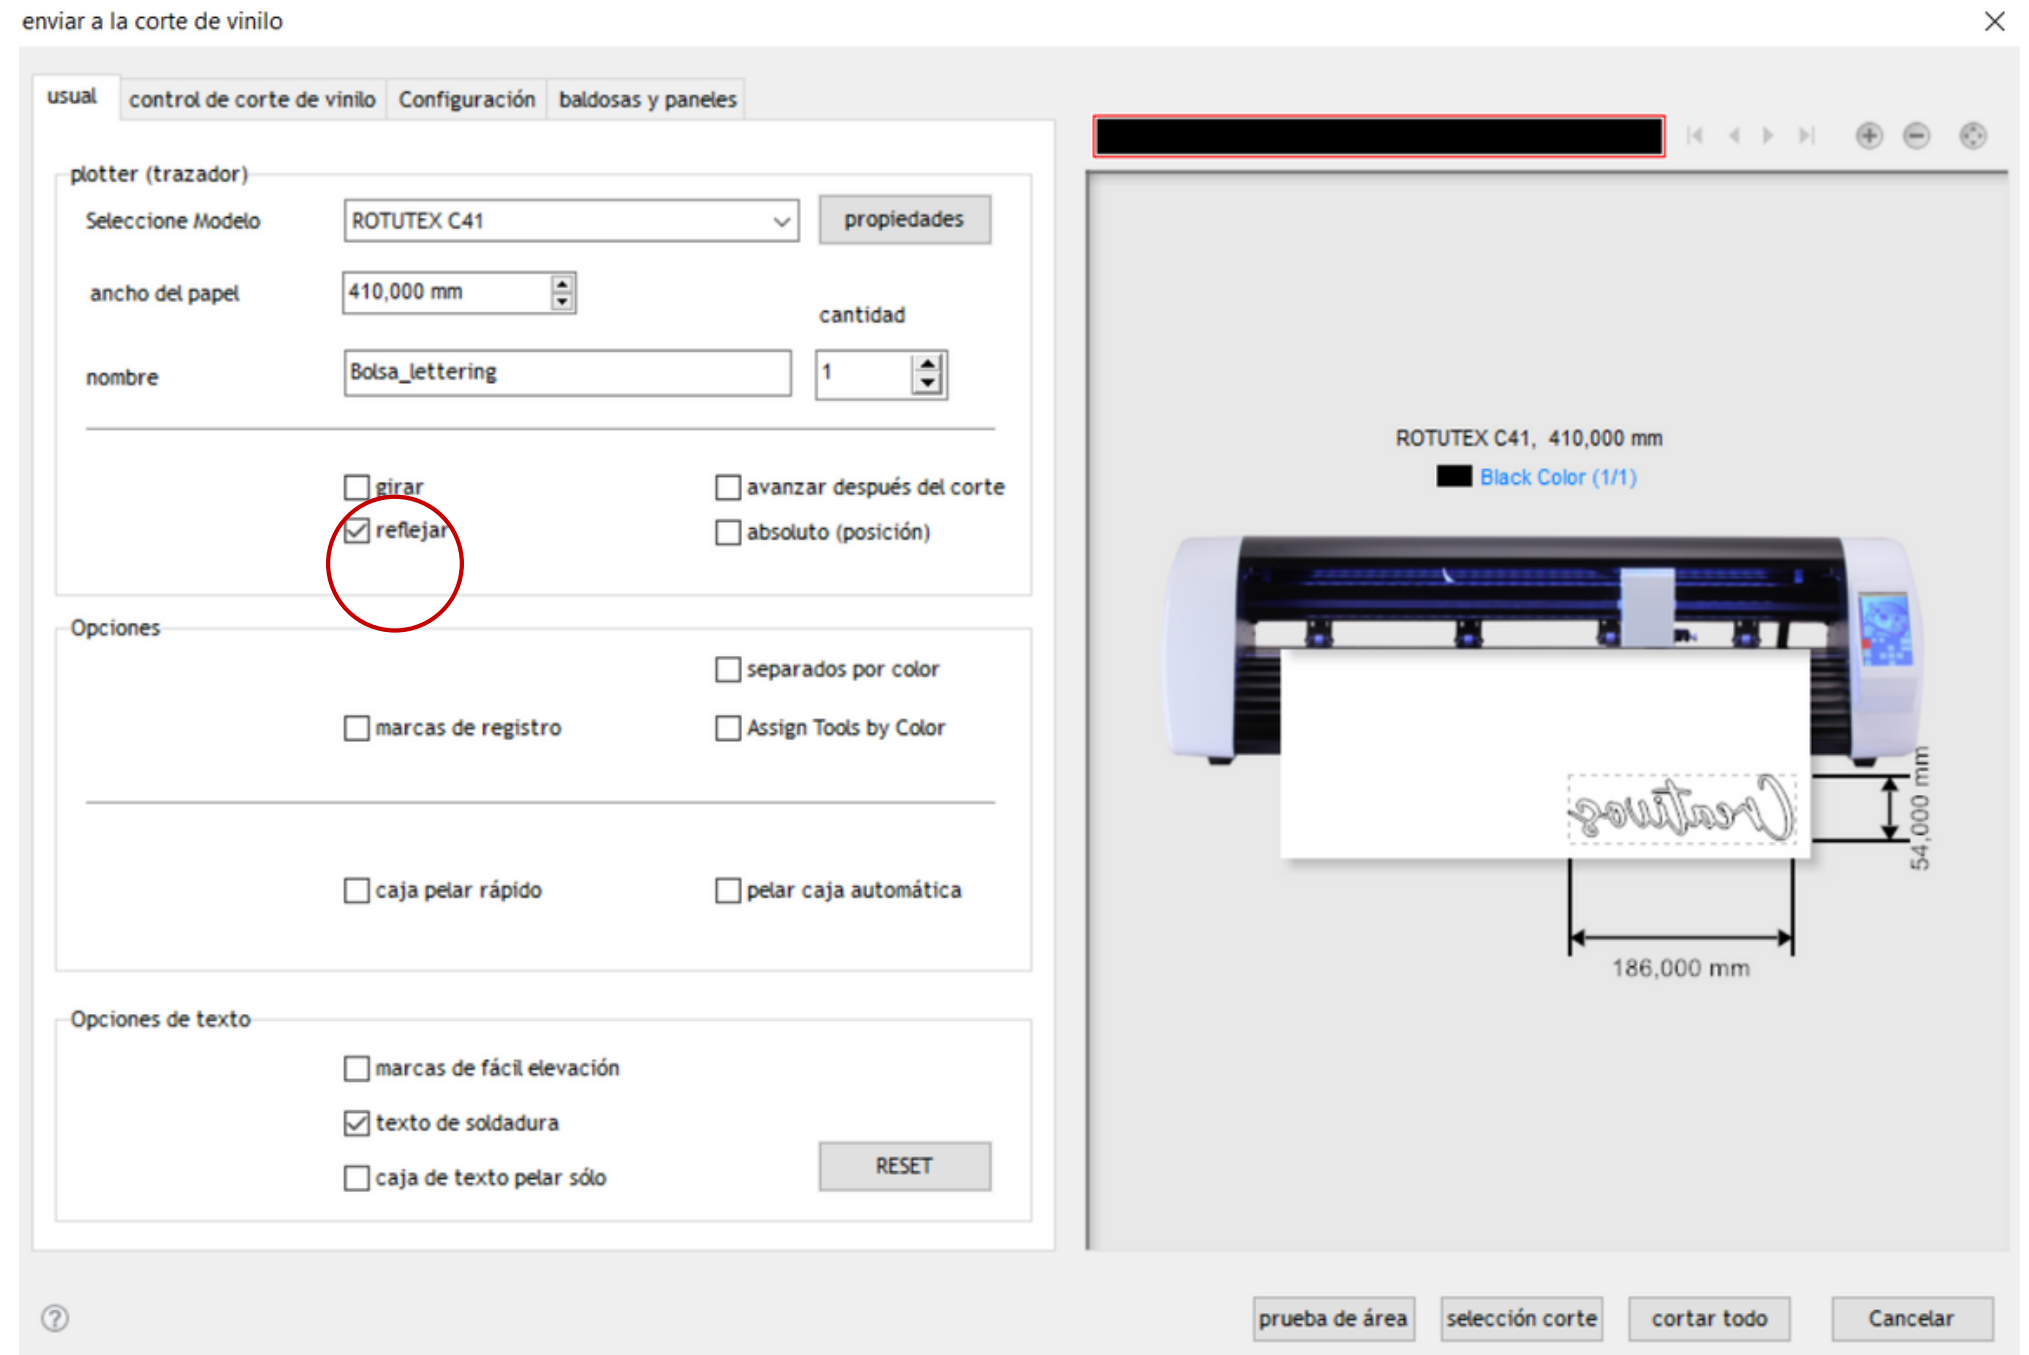 enviar a la corte de vinilo
usual
control de corte de vinilo
Configuración
baldosas y paneles
plotter (trazador)
Seleccione Modelo
ROTUTEX C41
propiedades
ancho del papel
410,000 mm
cantidad
nombre
Bolsa_lettering
1
girar
avanzar después del corte
reflejar
absoluto (posición)
Opciones
separados por color
marcas de registro
Assign Tools by Color
caja pelar rápido
pelar caja automática
Opciones de texto
marcas de fácil elevación
texto de soldadura
caja de texto pelar sólo
RESET
ROTUTEX C41, 410,000 mm
Black Color (1/1)
Creativos
54,000 mm
186,000 mm
prueba de área
selección corte
cortar todo
Cancelar